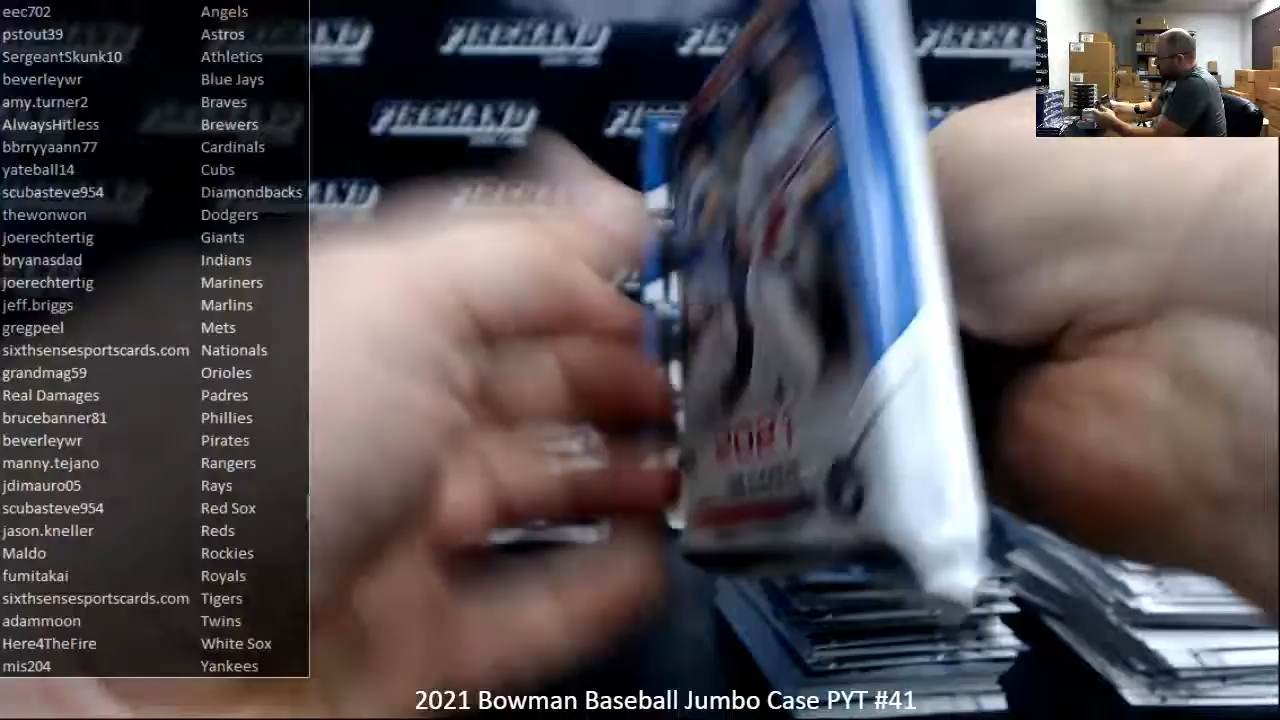 eec702 Angels
pstout39 Astros
SergeantSkunk10 Athletics
beverleywr Blue Jays
amy.turner2 Braves
AlwaysHitless Brewers
bbrryyaann77 Cardinals
yateball14 Cubs
scubasteve954 Diamondbacks
thewonwon Dodgers
joerechtertig Giants
bryanasdad Indians
joerechtertig Mariners
jeff.briggs Marlins
gregpeel Mets
sixthsensesportscards.com Nationals
grandmag59 Orioles
Real Damages Padres
brucebanner81 Phillies
beverleywr Pirates
manny.tejano Rangers
jdimauro05 Rays
scubasteve954 Red Sox
jason.kneller Reds
Maldo Rockies
fumitakai Royals
sixthsensesportscards.com Tigers
adammoon Twins
Here4TheFire White Sox
mis204 Yankees
FIREHAND
FIREHAND
2021
2021 Bowman Baseball Jumbo Case PYT #41